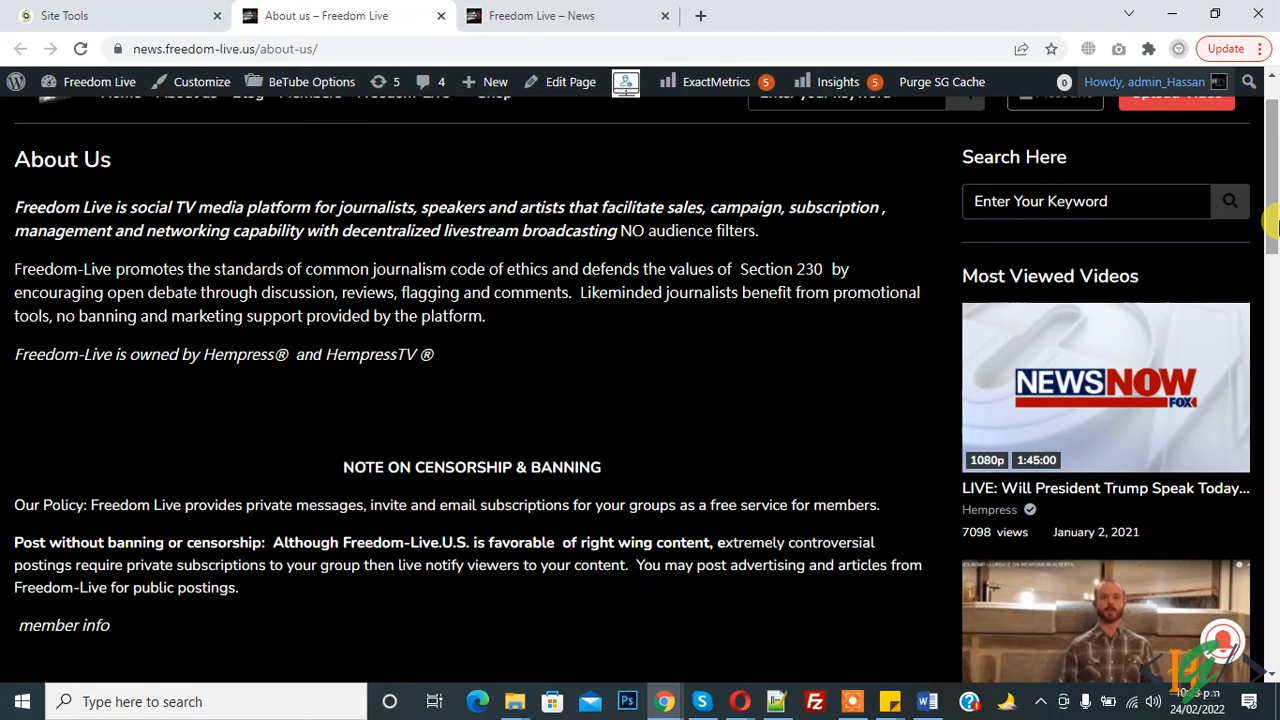 Site Tools
About us – Freedom Live
Freedom Live – News
news.freedom-live.us/about-us/
Update
Freedom Live
Customize
BeTube Options
5
4
New
Edit Page
ExactMetrics 5
Insights 5
Purge SG Cache
0
Howdy, admin_Hassan
About Us
Freedom Live is social TV media platform for journalists, speakers and artists that facilitate sales, campaign, subscription ,
management and networking capability with decentralized livestream broadcasting NO audience filters.
Freedom-Live promotes the standards of common journalism code of ethics and defends the values of Section 230 by
encouraging open debate through discussion, reviews, flagging and comments. Likeminded journalists benefit from promotional
tools, no banning and marketing support provided by the platform.
Freedom-Live is owned by Hempress® and HempressTV ®
NOTE ON CENSORSHIP & BANNING
Our Policy: Freedom Live provides private messages, invite and email subscriptions for your groups as a free service for members.
Post without banning or censorship: Although Freedom-Live.U.S. is favorable of right wing content, extremely controversial
postings require private subscriptions to your group then live notify viewers to your content. You may post advertising and articles from
Freedom-Live for public postings.
member info
Search Here
Enter Your Keyword
Most Viewed Videos
NEWSNOW
FOX
1080p
1:45:00
LIVE: Will President Trump Speak Today...
Hempress
7098 views January 2, 2021
Type here to search
24/02/2022